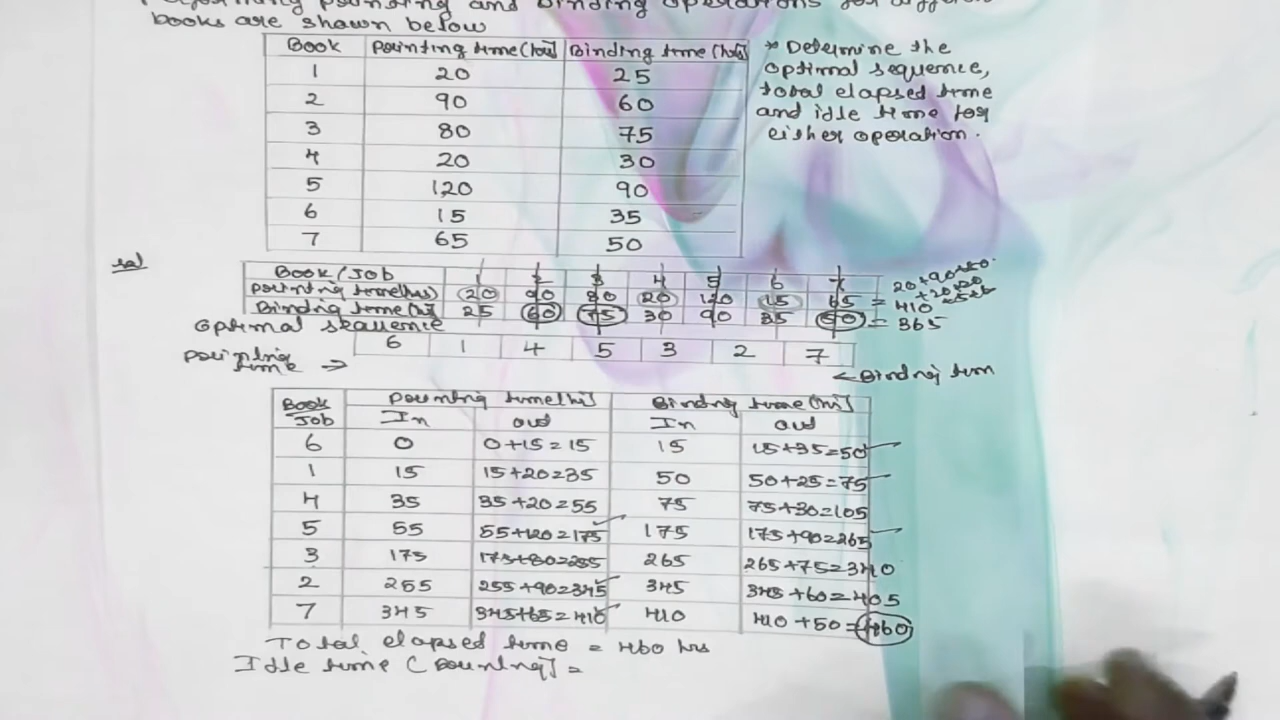 printing and Binding operations for
books are shown below
Book Printing time (hrs) Binding time (hrs)
1 20 25
2 90 60
3 80 75
4 20 30
5 120 90
6 15 35
7 65 50
* Determine the
optimal sequence,
total elapsed time
and idle time for
either operation.
Sol
Book/Job 1 2 3 4 5 6 7
Printing time(hrs) 20 90 80 20 120 15 65 = 410
Binding time(hr) 25 60 75 30 90 35 50 = 365
Optimal sequence
6 1 4 5 3 2 7
Printing
time →
← Binding time
Book
Job
Printing time(hr) Binding time(hr)
In out In out
6 0 0+15=15 15 15+35=50
1 15 15+20=35 50 50+25=75
4 35 35+20=55 75 75+30=105
5 55 55+120=175 175 175+90=265
3 175 175+80=255 265 265+75=340
2 255 255+90=345 345 345+60=405
7 345 345+65=410 410 410+50=460
Total elapsed time = 460 hrs
Idle time (Printing) =